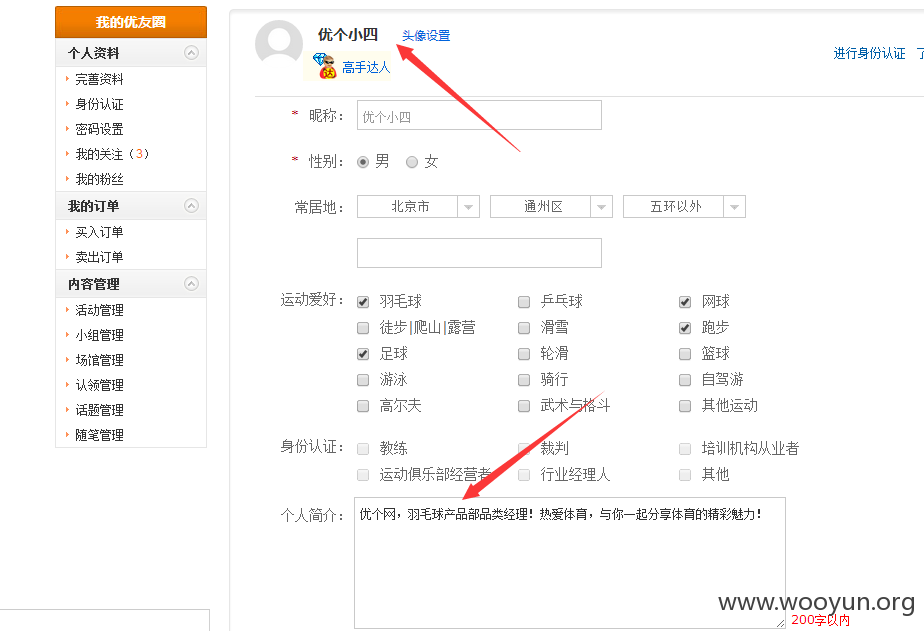 我的优友圈
个人资料
完善资料
身份认证
密码设置
我的关注（3）
我的粉丝
我的订单
买入订单
卖出订单
内容管理
活动管理
小组管理
场馆管理
认领管理
话题管理
随笔管理
优个小四 头像设置
达 高手达人
进行身份认证 了
* 昵称： 优个小四
* 性别： 男 女
常居地： 北京市 通州区 五环以外
运动爱好： 羽毛球 乒乓球 网球
徒步|爬山|露营 滑雪 跑步
足球 轮滑 篮球
游泳 骑行 自驾游
高尔夫 武术与格斗 其他运动
身份认证： 教练 裁判 培训机构从业者
运动俱乐部经营者 行业经理人 其他
个人简介： 优个网，羽毛球产品部品类经理！热爱体育，与你一起分享体育的精彩魅力！
www.wooyun.org
200字以内